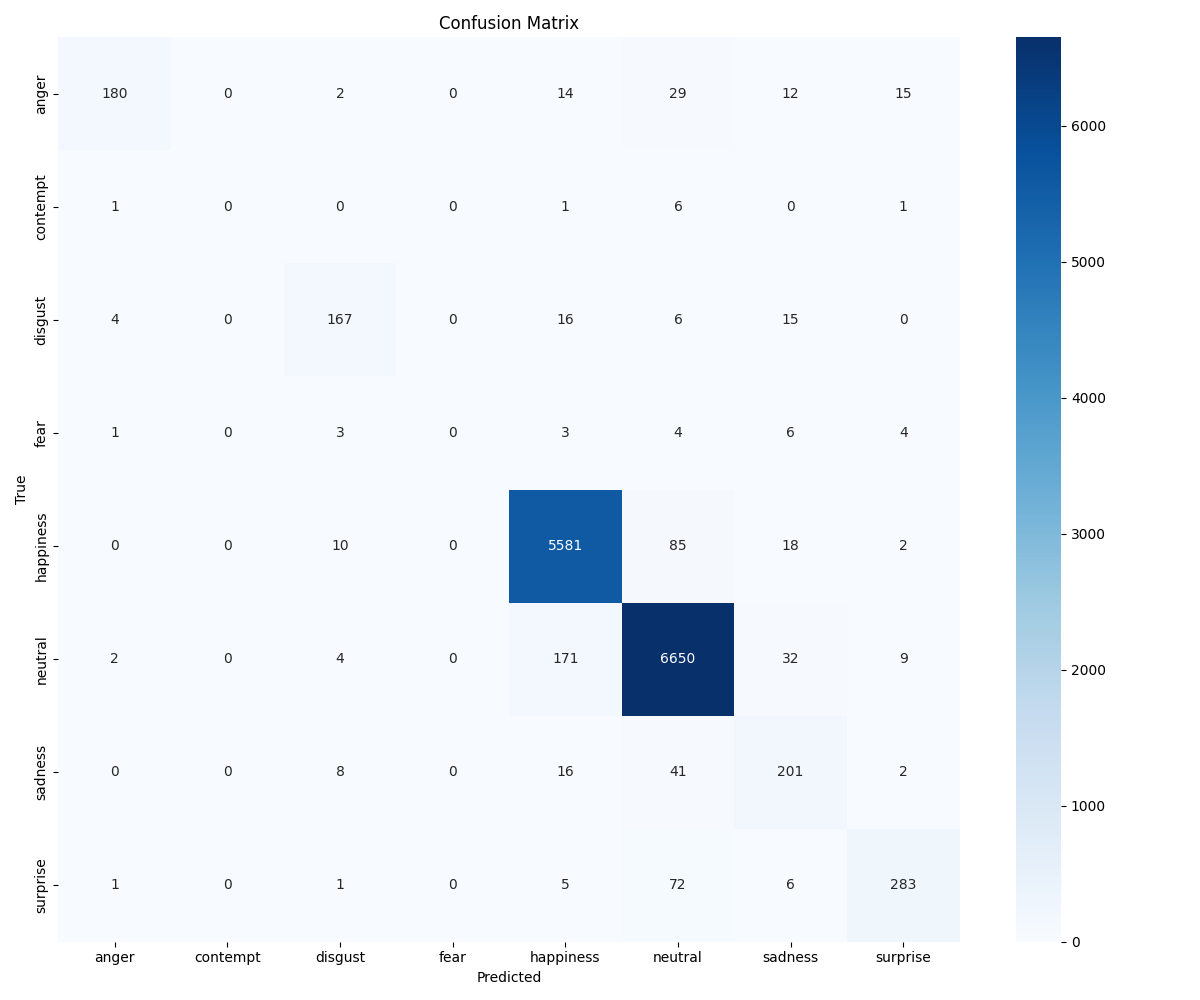 Confusion Matrix
anger 180 0 2 0 14 29 12 15
contempt 1 0 0 0 1 6 0 1
disgust 4 0 167 0 16 6 15 0
fear 1 0 3 0 3 4 6 4
happiness 0 0 10 0 5581 85 18 2
neutral 2 0 4 0 171 6650 32 9
sadness 0 0 8 0 16 41 201 2
surprise 1 0 1 0 5 72 6 283
anger contempt disgust fear happiness neutral sadness surprise
Predicted
True
6000
5000
4000
3000
2000
1000
0